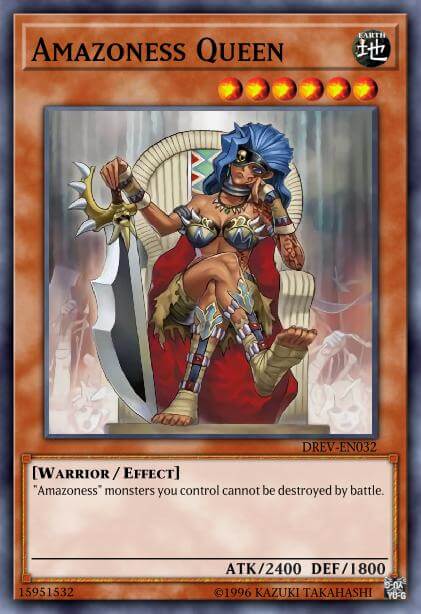 Amazoness Queen
EARTH
地
DREV-EN032
[Warrior / Effect]
"Amazoness" monsters you control cannot be destroyed by battle.
ATK/2400 DEF/1800
15951532
©1996 KAZUKI TAKAHASHI